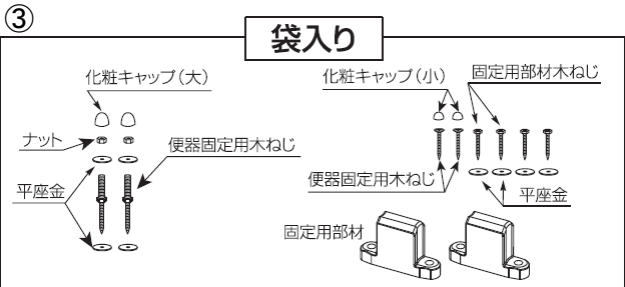 ③
袋入り
化粧キャップ（大）
ナット
便器固定用木ねじ
平座金
化粧キャップ（小）
固定用部材木ねじ
便器固定用木ねじ
平座金
固定用部材